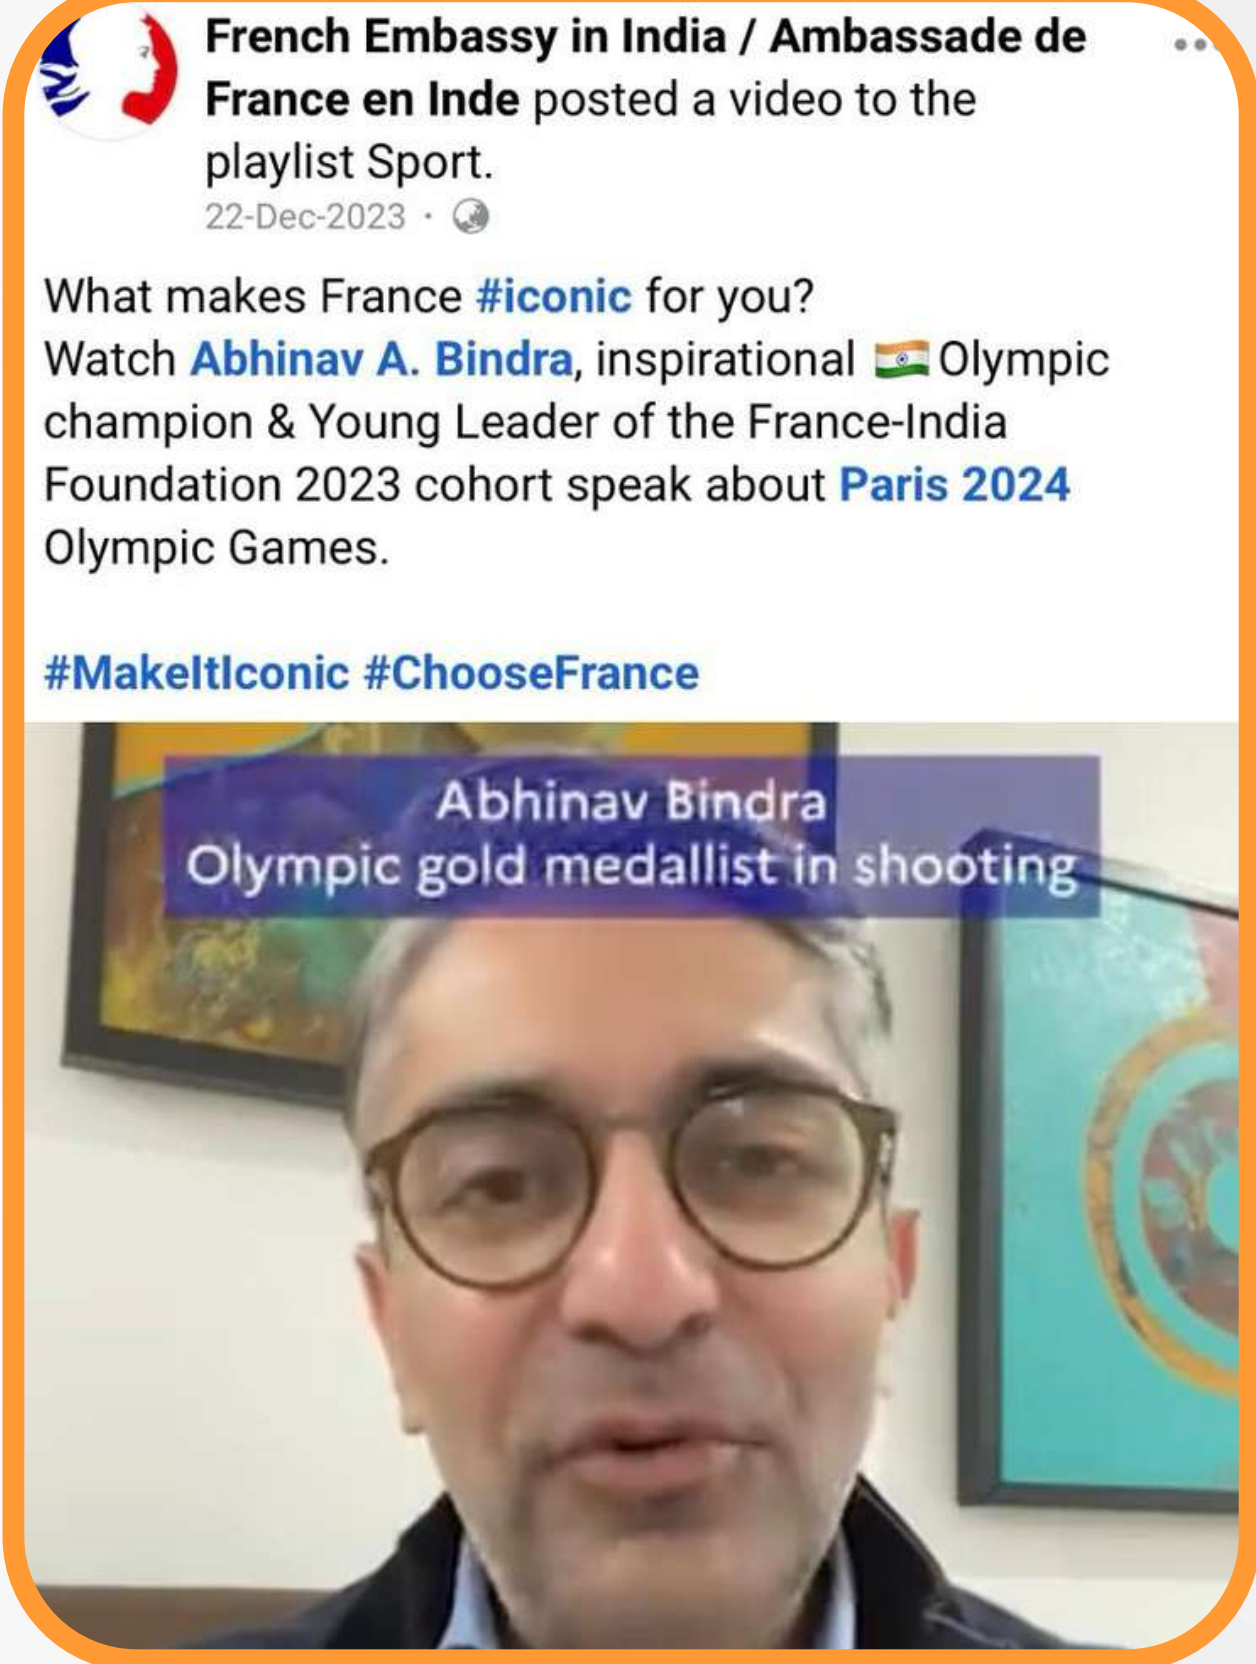 French Embassy in India / Ambassade de
France en Inde posted a video to the
playlist Sport.
22-Dec-2023 ·
What makes France #iconic for you?
Watch Abhinav A. Bindra, inspirational 🇮🇳 Olympic
champion & Young Leader of the France-India
Foundation 2023 cohort speak about Paris 2024
Olympic Games.
#MakeItIconic #ChooseFrance
Abhinav Bindra
Olympic gold medallist in shooting